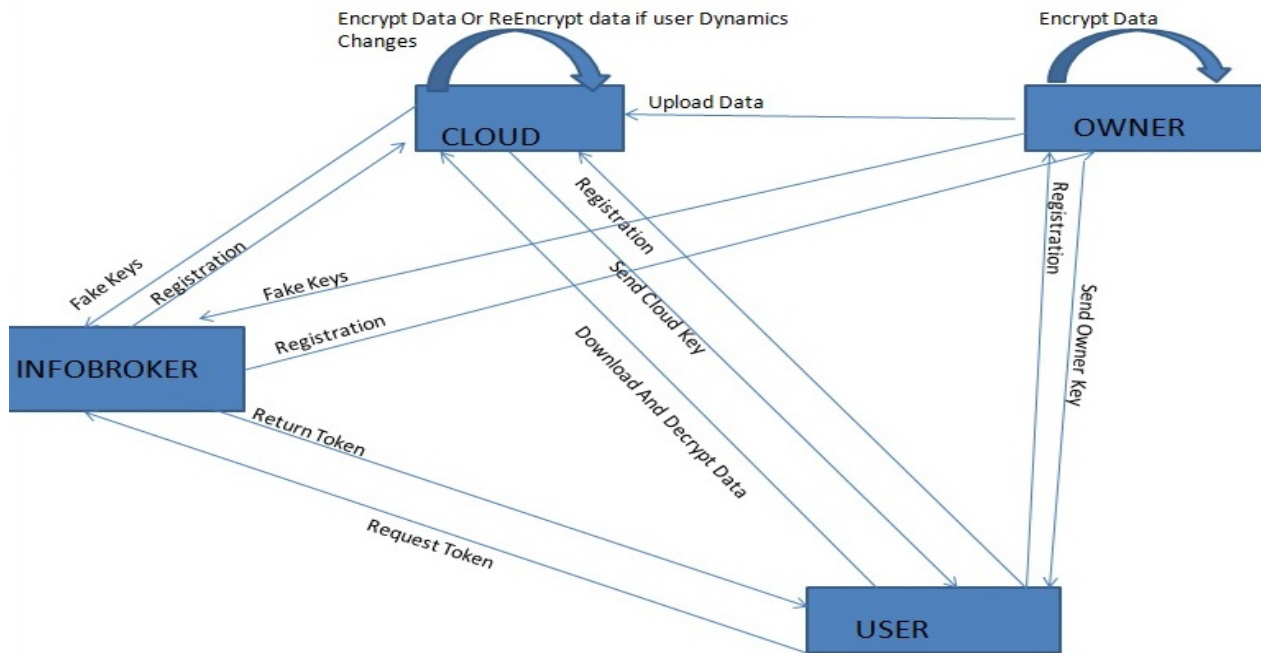 Encrypt Data Or ReEncrypt data if user Dynamics
Changes
Encrypt Data
Upload Data
CLOUD
OWNER
Fake Keys
Registration
Fake Keys
Registration
Registration
Send Cloud Key
Download And Decrypt Data
Registration
Send Owner Key
INFOBROKER
Return Token
Request Token
USER